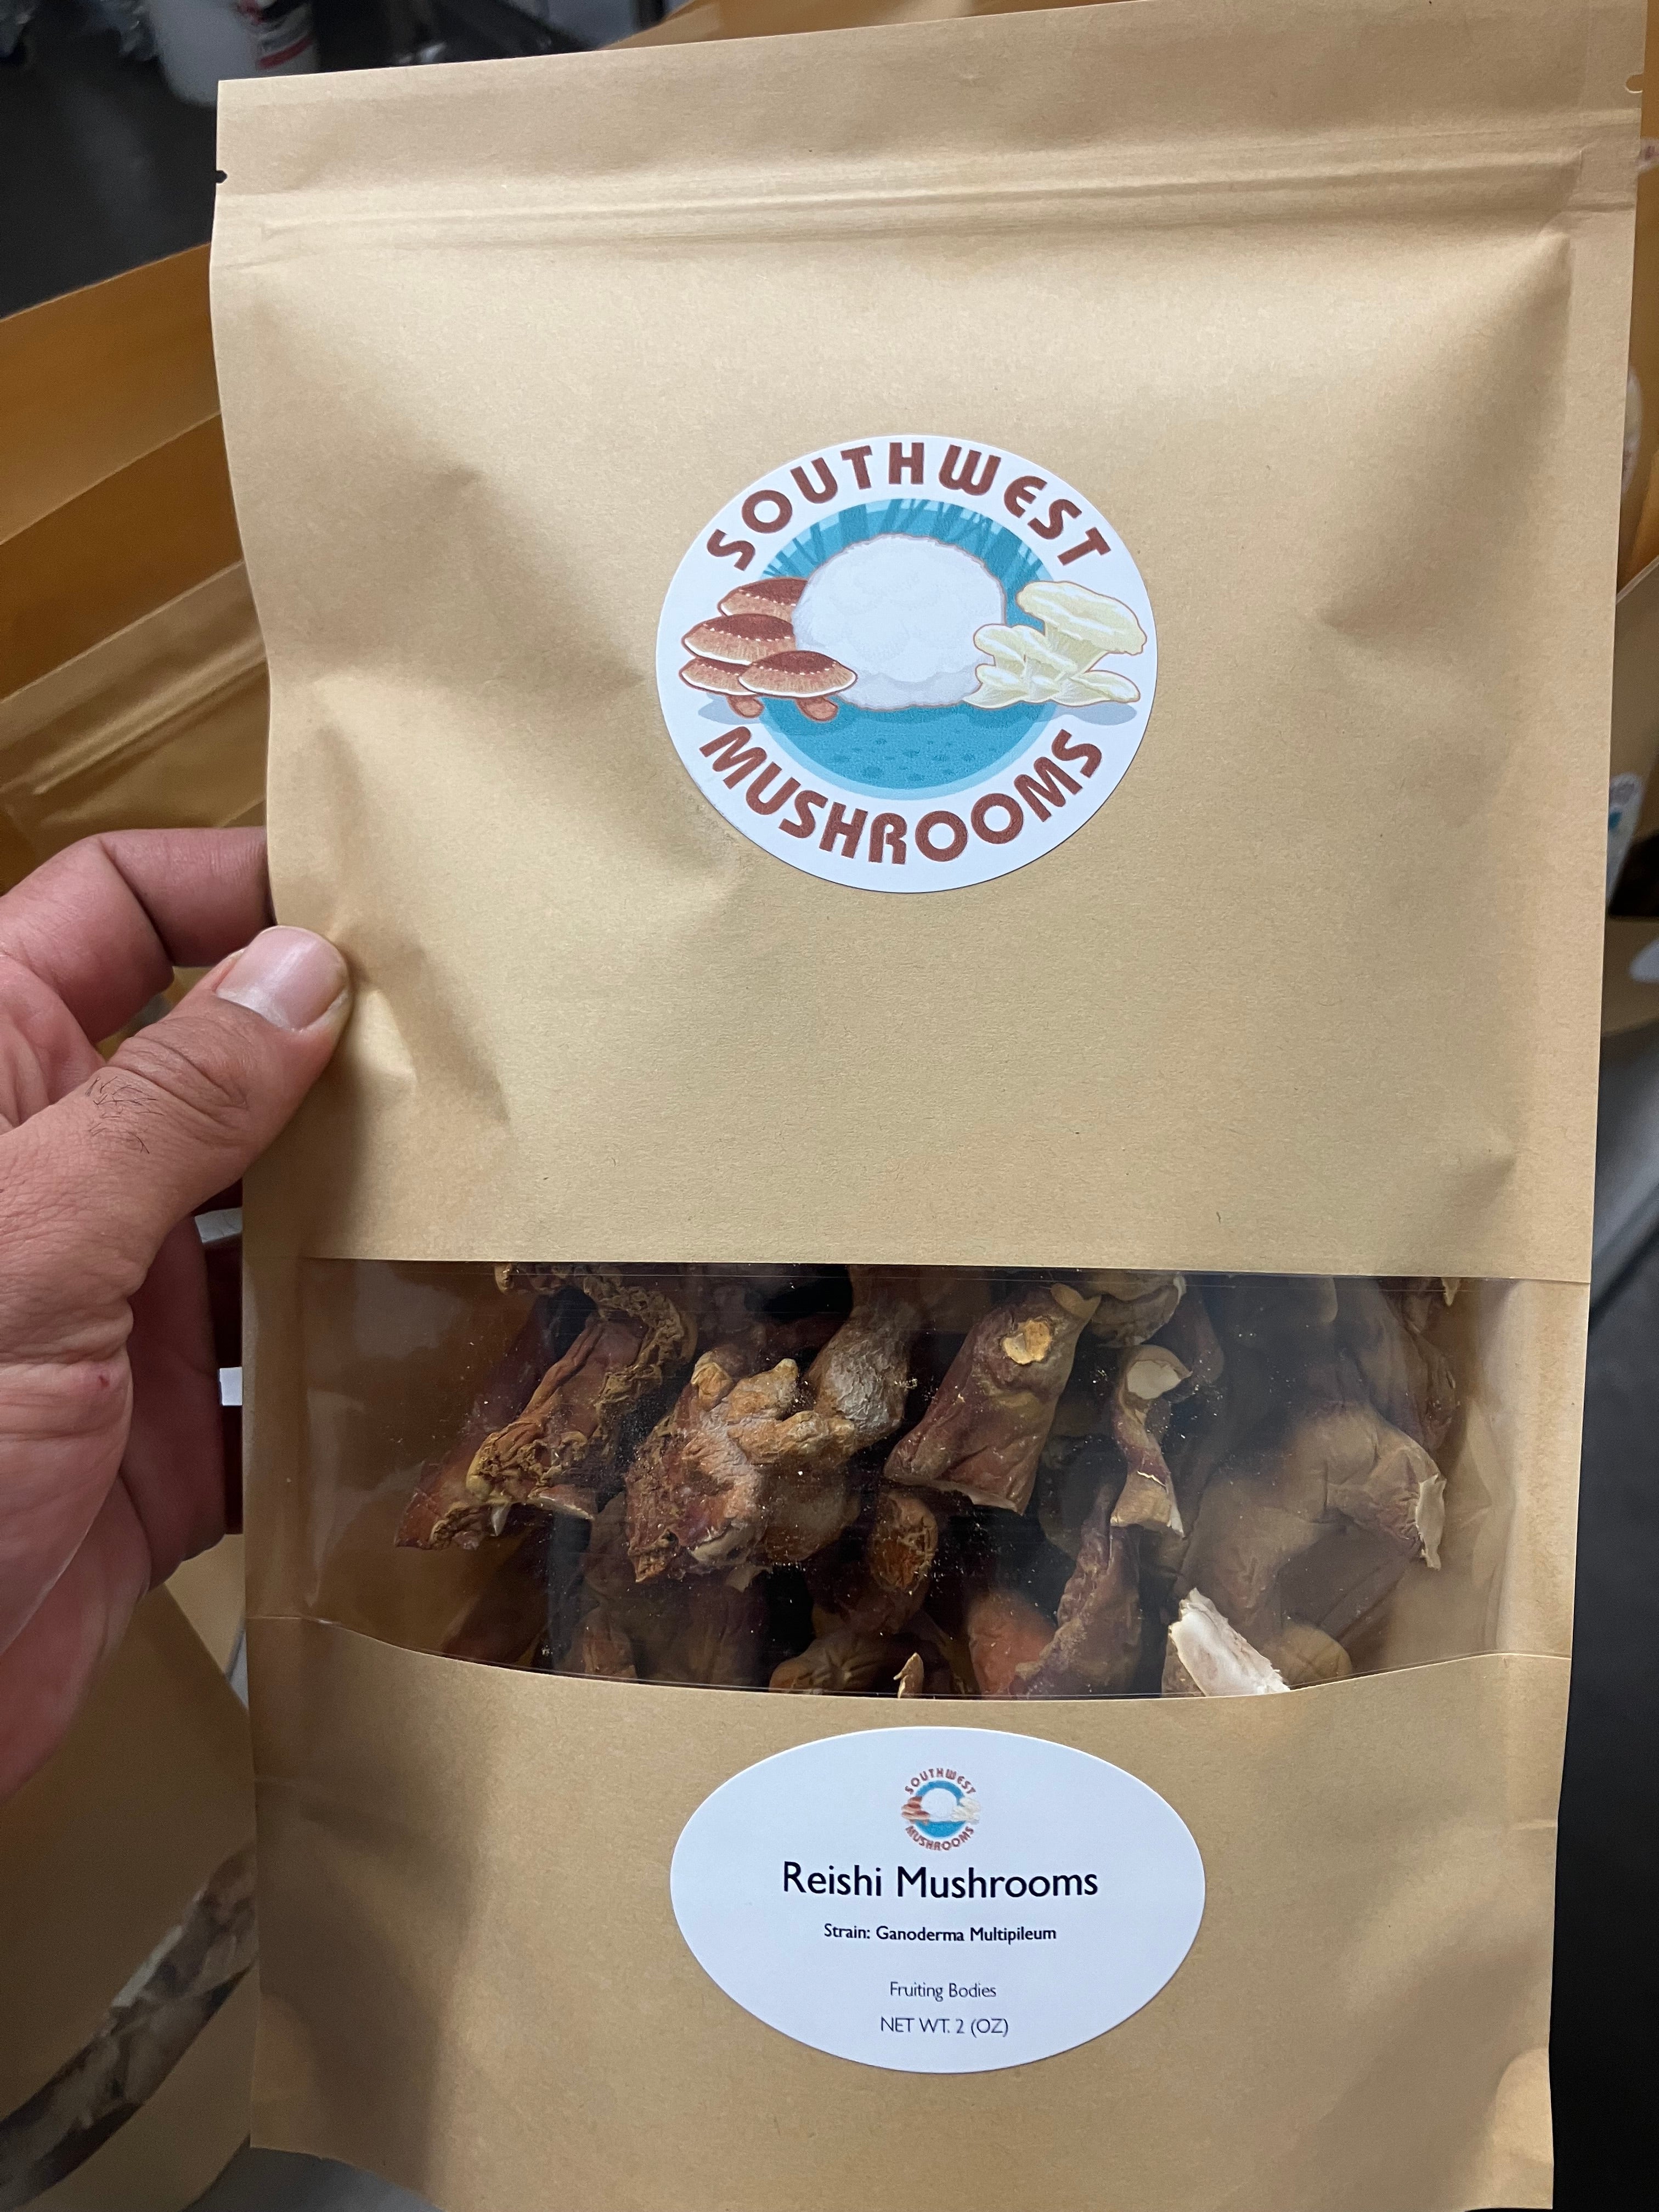 SOUTHWEST
MUSHROOMS
SOUTHWEST
MUSHROOMS
Reishi Mushrooms
Strain: Ganoderma Multipileum
Fruiting Bodies
NET WT. 2 (OZ)